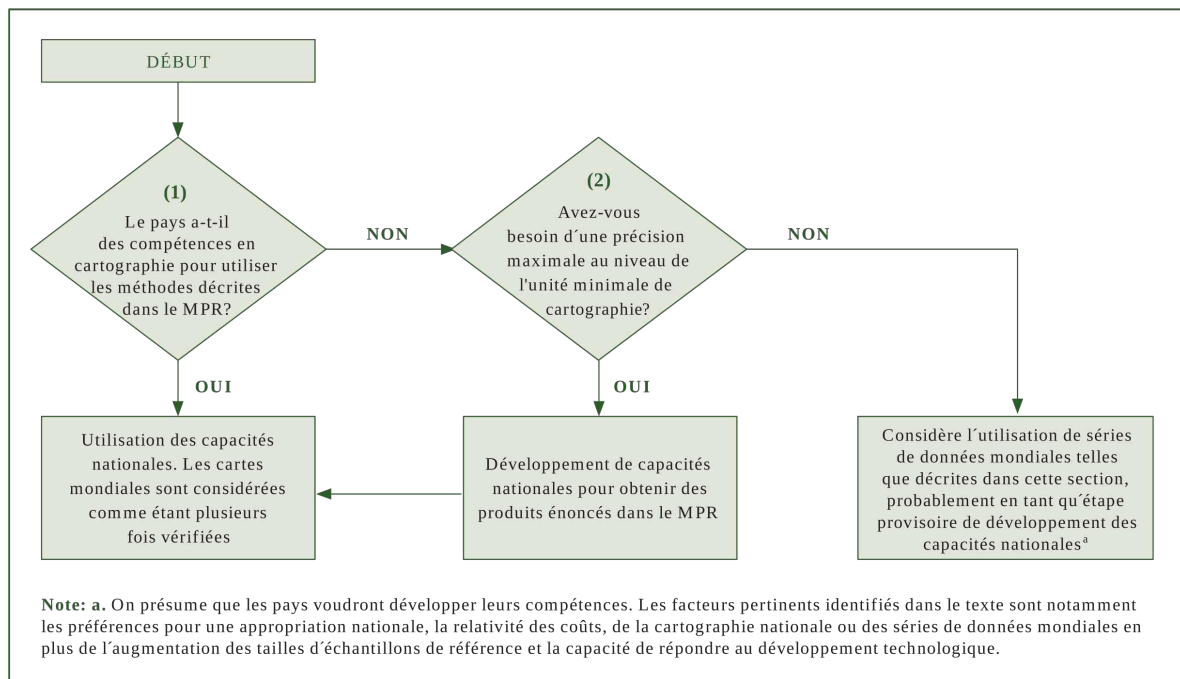 DÉBUT
(1)
Le pays a-t-il
des compétences en
cartographie pour utiliser
les méthodes décrites
dans le MPR?
NON
(2)
Avez-vous
besoin d´une précision
maximale au niveau de
l'unité minimale de
cartographie?
NON
OUI
OUI
Utilisation des capacités
nationales. Les cartes
mondiales sont considérées
comme étant plusieurs
fois vérifiées
Développement de capacités
nationales pour obtenir des
produits énoncés dans le MPR
Considère l´utilisation de séries
de données mondiales telles
que décrites dans cette section,
probablement en tant qu´étape
provisoire de développement des
capacités nationalesª
Note: a. On présume que les pays voudront développer leurs compétences. Les facteurs pertinents identifiés dans le texte sont notamment
les préférences pour une appropriation nationale, la relativité des coûts, de la cartographie nationale ou des séries de données mondiales en
plus de l´augmentation des tailles d´échantillons de référence et la capacité de répondre au développement technologique.